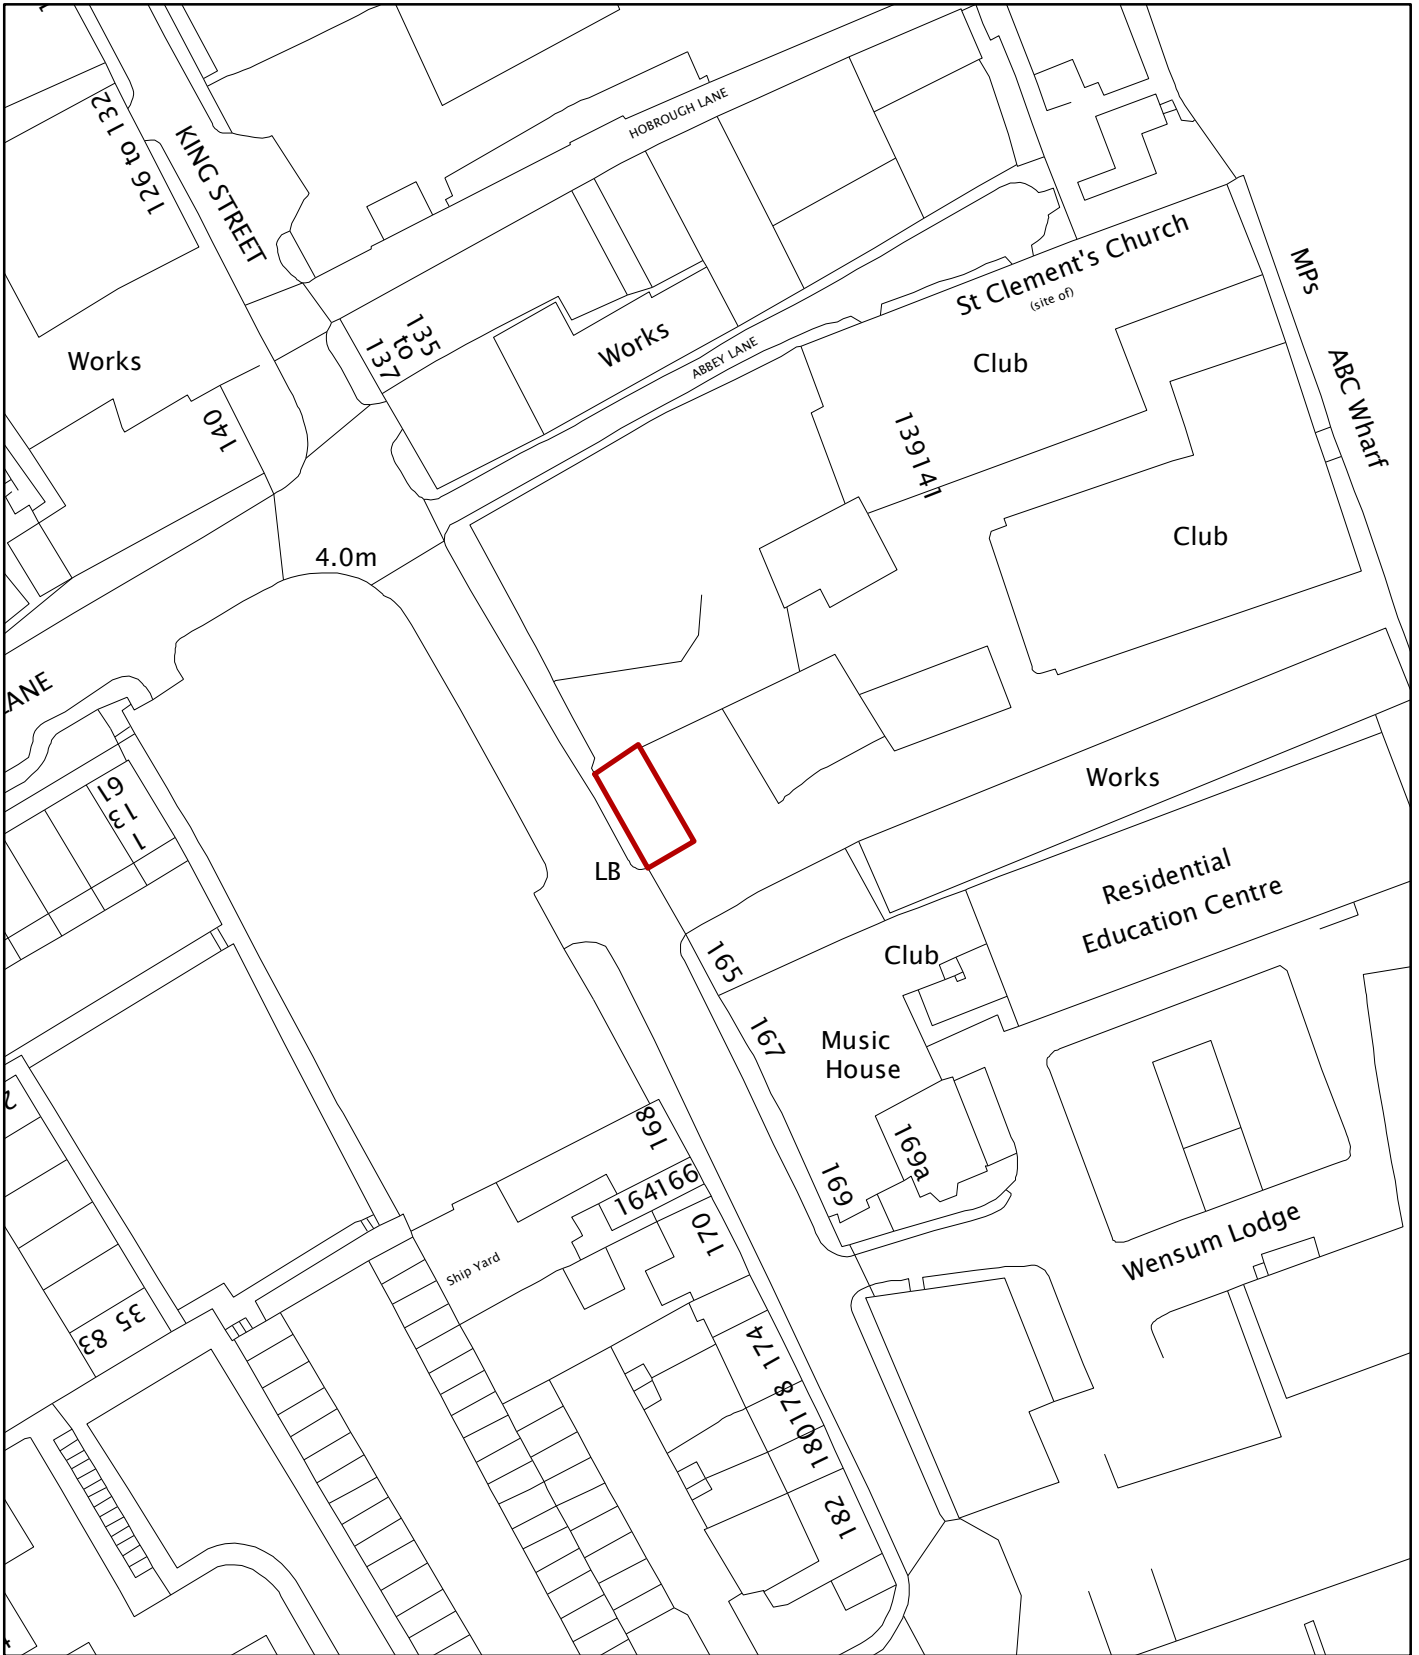 126 to 132
KING STREET
HOBROUGH LANE
Works
140
135
to
137
Works
ABBEY LANE
St Clement's Church
(site of)
Club
139141
MPs
ABC Wharf
Club
4.0m
LANE
19
13
1
LB
Works
Residential
Education Centre
Club
165
167
Music
House
168
169a
169
164166
170
Ship Yard
Wensum Lodge
35
83
174
180178
182